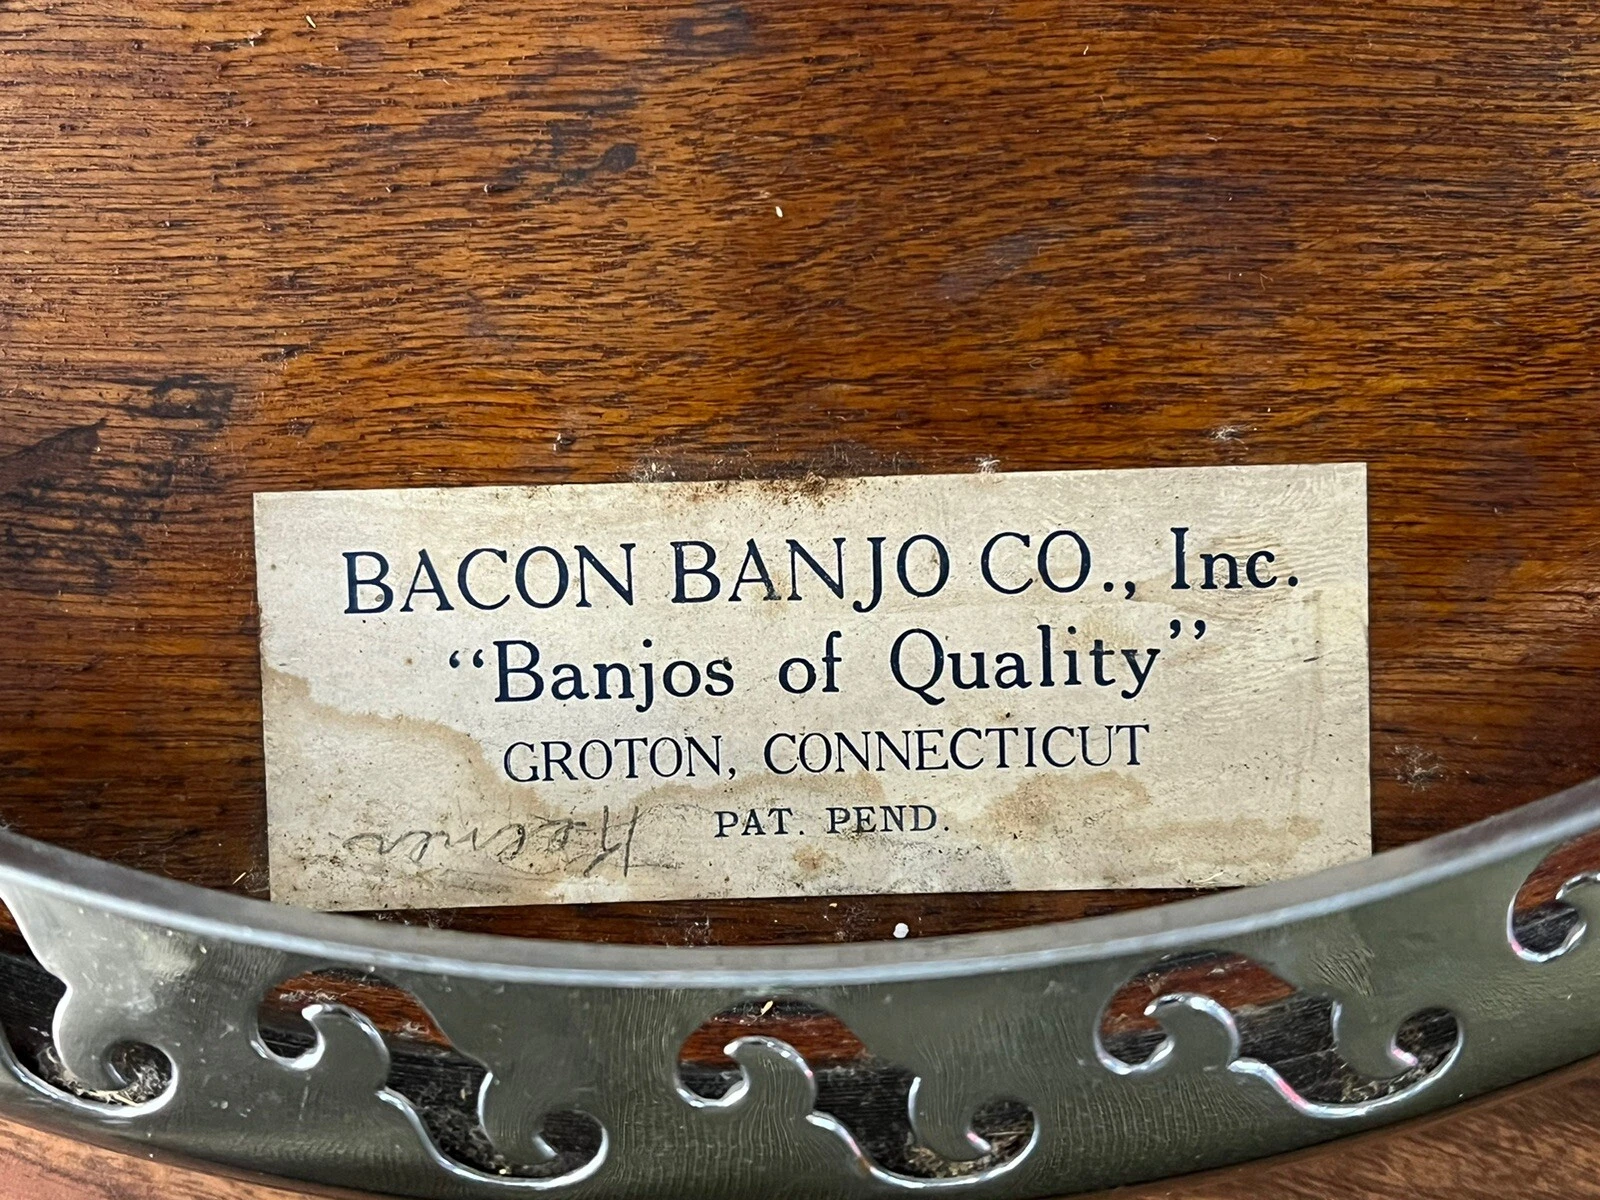 BACON BANJO CO., Inc.
“Banjos of Quality”
GROTON, CONNECTICUT
PAT. PEND.